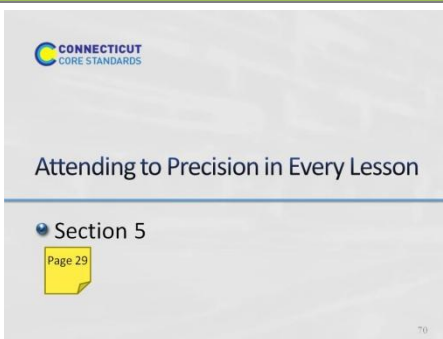 CONNECTICUT
CORE STANDARDS
Attending to Precision in Every Lesson
Section 5
Page 29
70